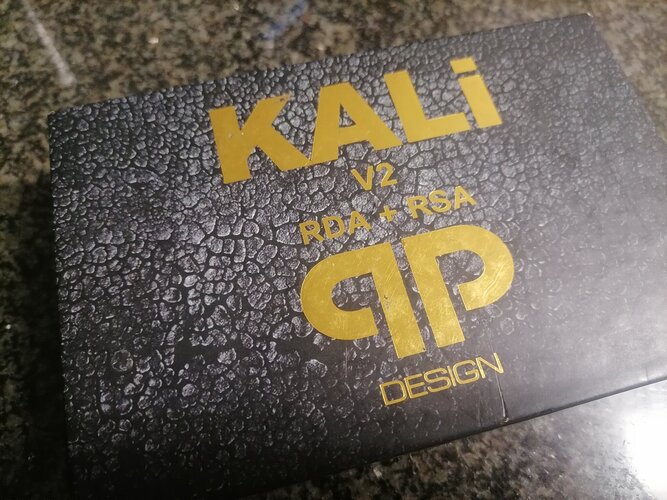 KALi
V2
RDA + RSA
qp
DESIGN